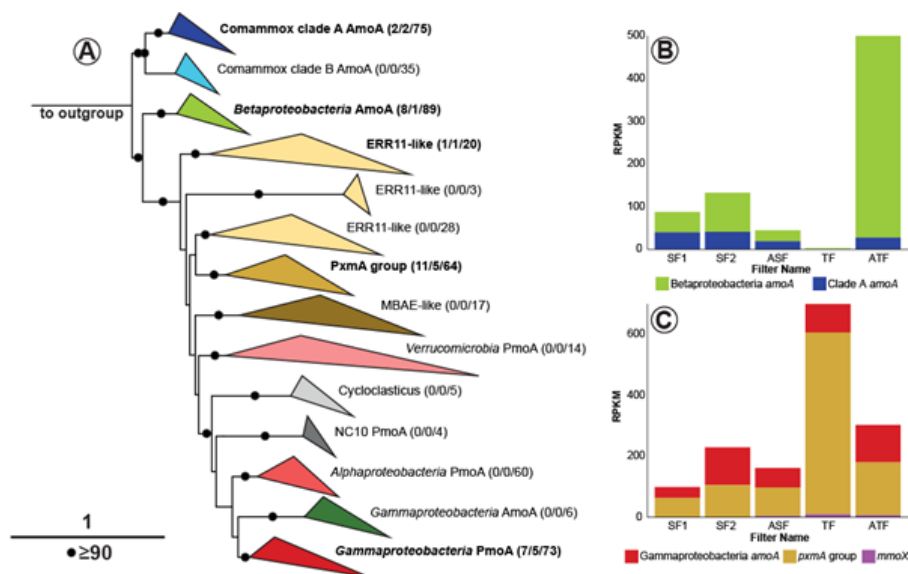 A
Comammox clade A AmoA (2/2/75)
Comammox clade B AmoA (0/0/35)
to outgroup
Betaproteobacteria AmoA (8/1/89)
ERR11-like (1/1/20)
ERR11-like (0/0/3)
ERR11-like (0/0/28)
PxmA group (11/5/64)
MBAE-like (0/0/17)
Verrucomicrobia PmoA (0/0/14)
Cycloclasticus (0/0/5)
NC10 PmoA (0/0/4)
Alphaproteobacteria PmoA (0/0/60)
Gammaproteobacteria AmoA (0/0/6)
Gammaproteobacteria PmoA (7/5/73)
1
≥90
B
500
400
300
200
100
0
RPKM
SF1 SF2 ASF TF ATF
Filter Name
Betaproteobacteria amoA Clade A amoA
C
600
400
200
0
RPKM
SF1 SF2 ASF TF ATF
Filter Name
Gammaproteobacteria amoA pxmA group mmoX